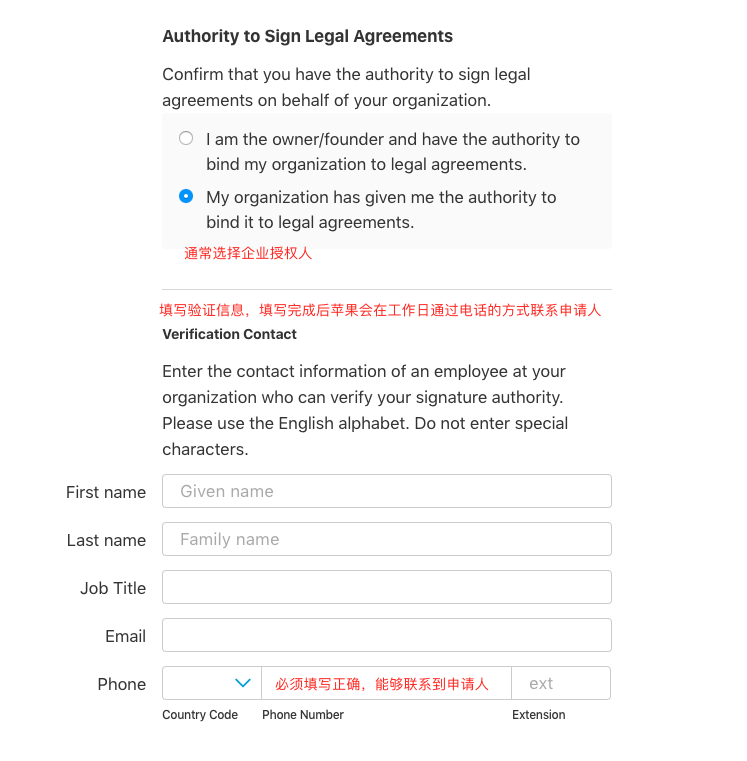 Authority to Sign Legal Agreements
Confirm that you have the authority to sign legal
agreements on behalf of your organization.
I am the owner/founder and have the authority to
bind my organization to legal agreements.
My organization has given me the authority to
bind it to legal agreements.
通常选择企业授权人
填写验证信息，填写完成后苹果会在工作日通过电话的方式联系申请人
Verification Contact
Enter the contact information of an employee at your
organization who can verify your signature authority.
Please use the English alphabet. Do not enter special
characters.
First name Given name
Last name Family name
Job Title
Email
Phone 必须填写正确，能够联系到申请人 ext
Country Code Phone Number Extension